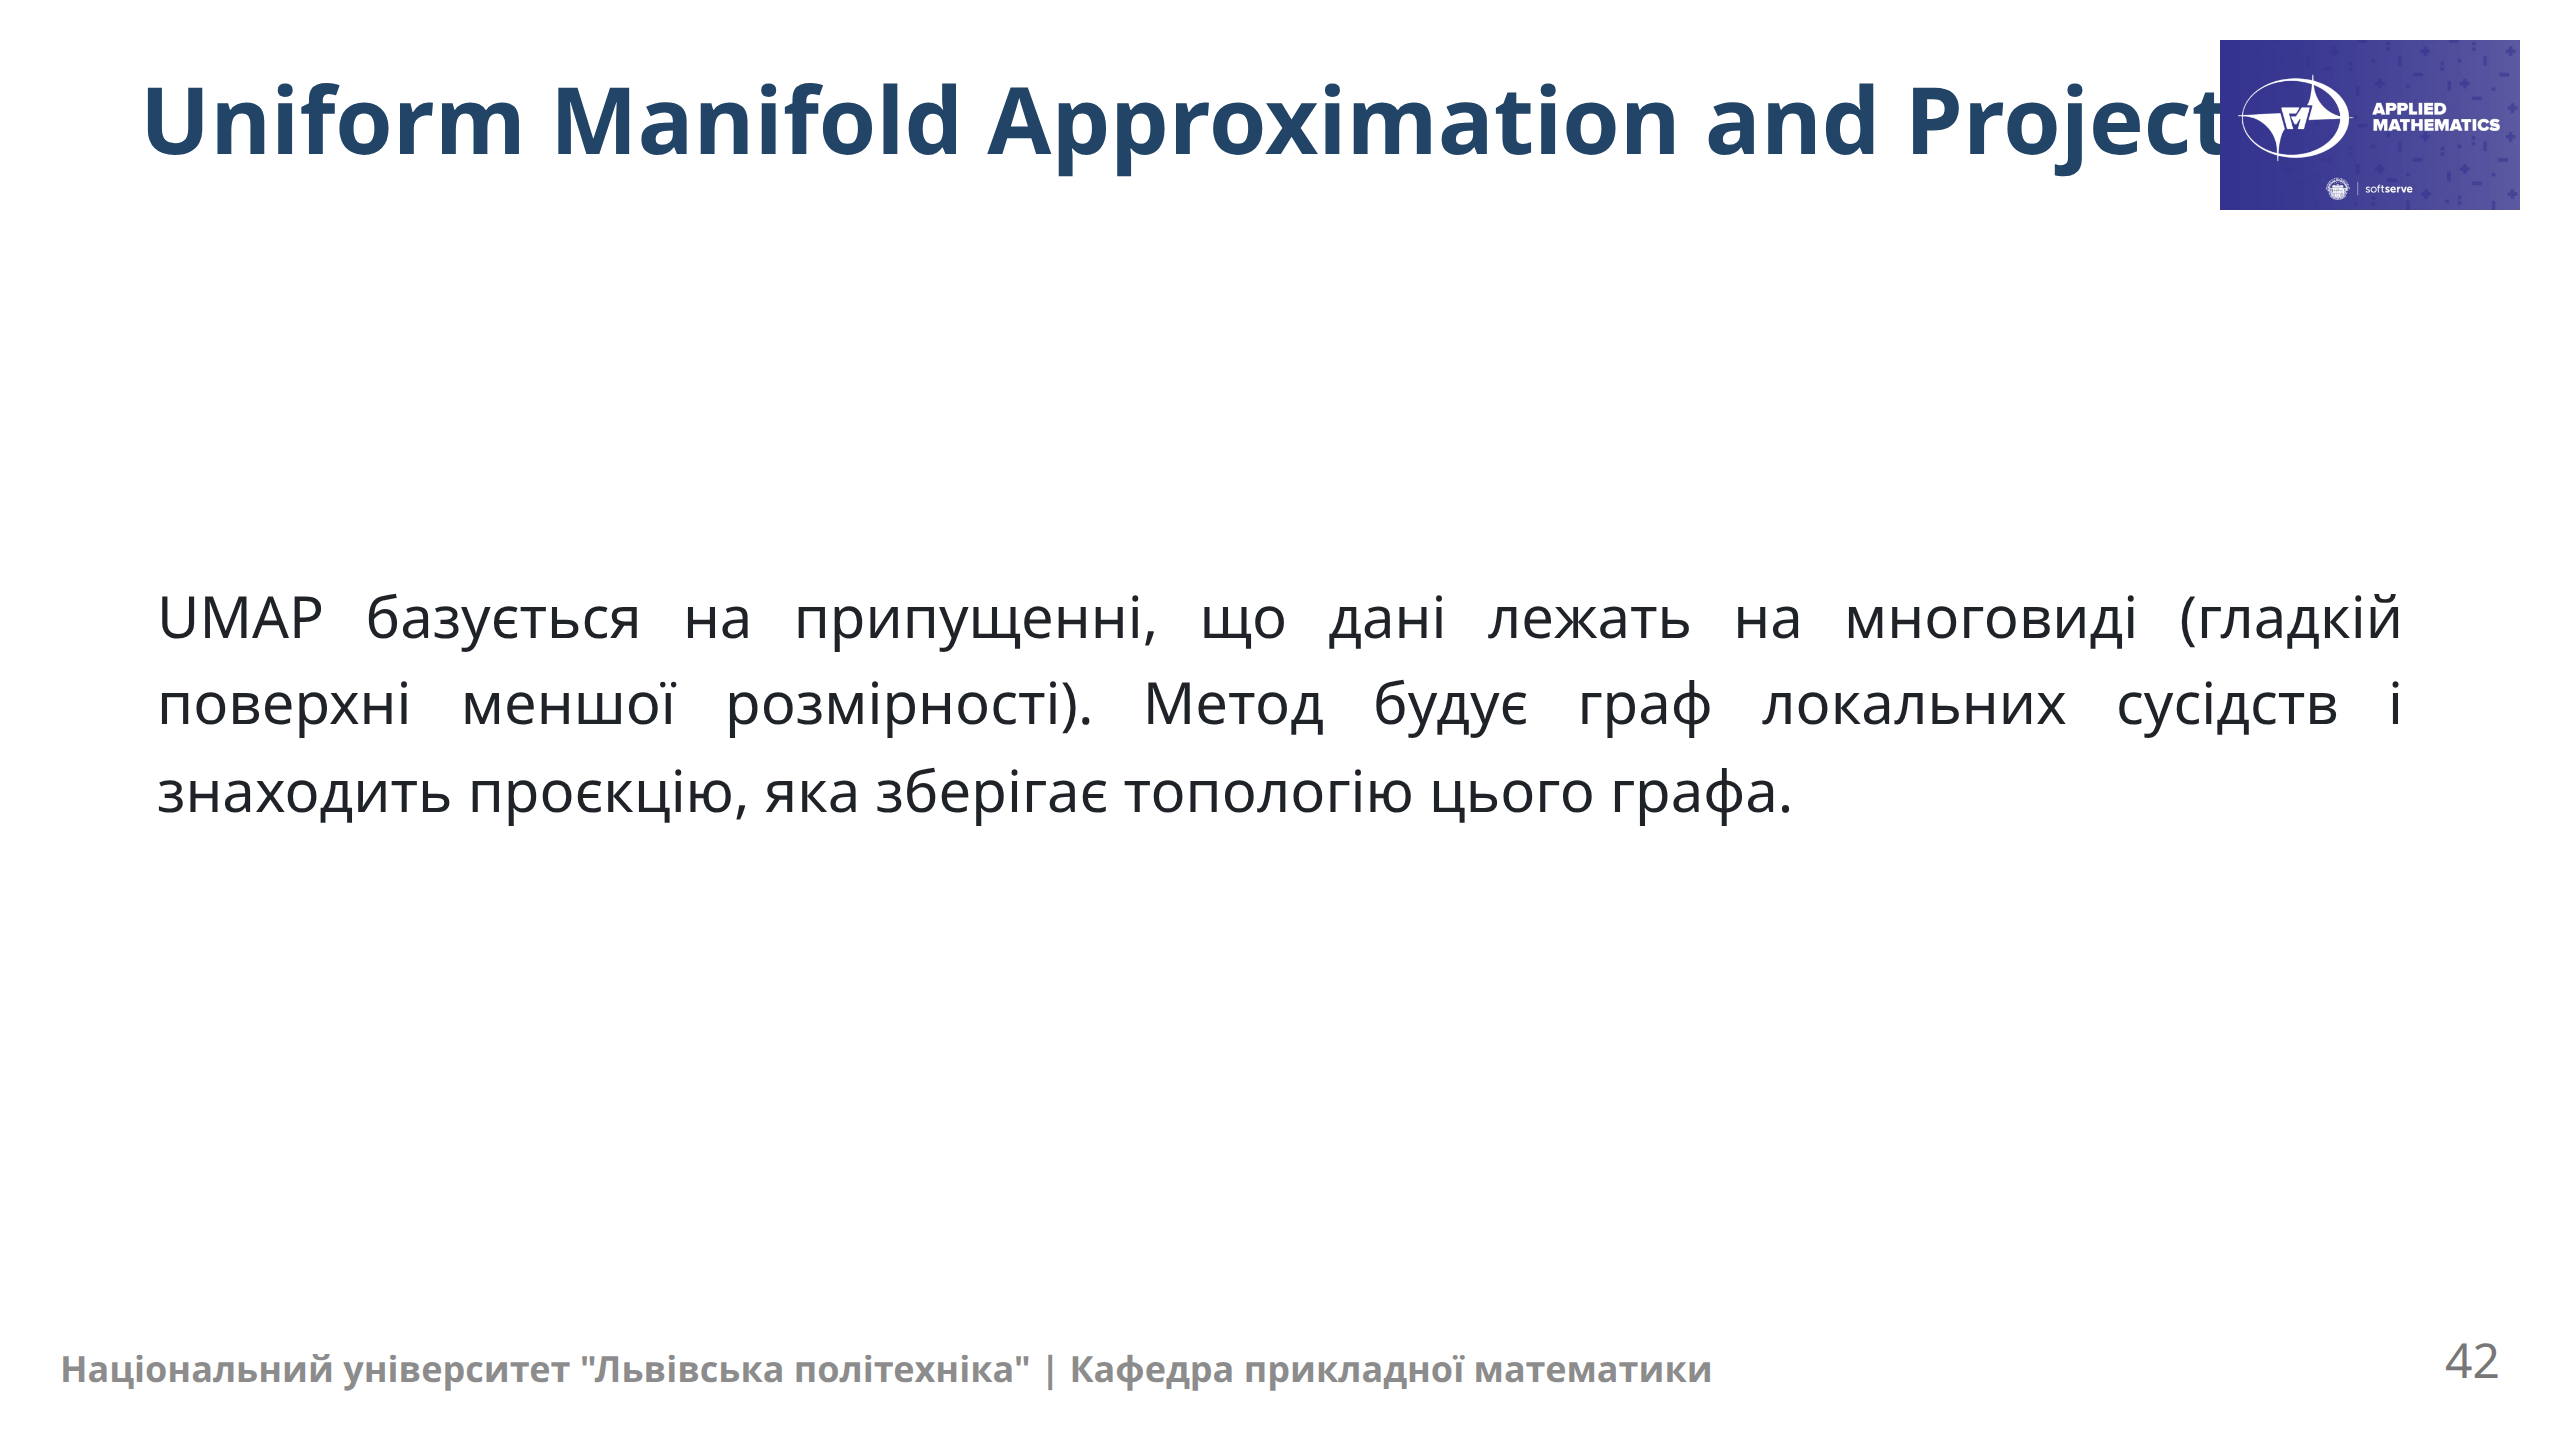 Uniform Manifold Approximation and Project
APPLIED
MATHEMATICS
softserve
UMAP базується на припущенні, що дані лежать на многовиді (гладкій
поверхні меншої розмірності). Метод будує граф локальних сусідств і
знаходить проєкцію, яка зберігає топологію цього графа.
Національний університет "Львівська політехніка" | Кафедра прикладної математики
42